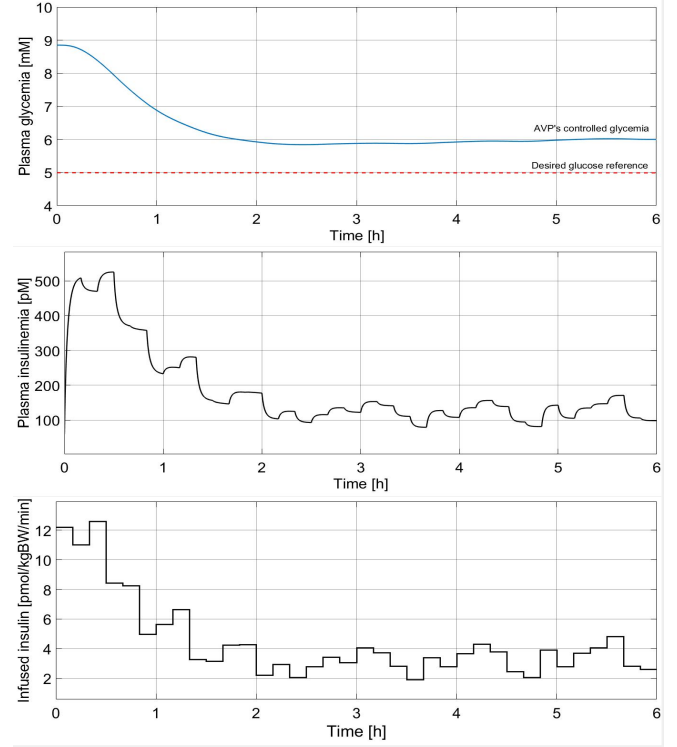 10
9
8
7
6
5
4
Plasma glycemia [mM]
AVP's controlled glycemia
Desired glucose reference
0 1 2 3 4 5 6
Time [h]
500
400
300
200
100
Plasma insulinemia [pM]
0 1 2 3 4 5 6
Time [h]
12
10
8
6
4
2
Infused insulin [pmol/kgBW/min]
0 1 2 3 4 5 6
Time [h]